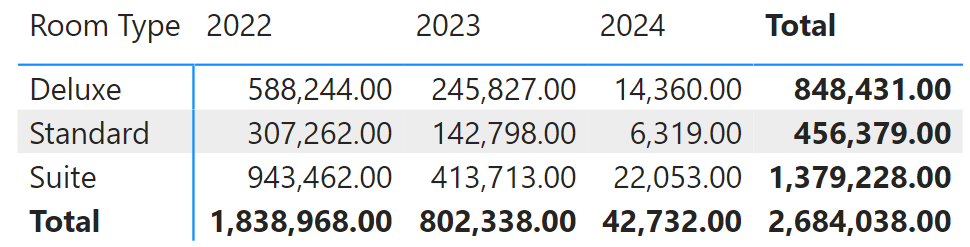 Room Type 2022 2023 2024 Total
Deluxe 588,244.00 245,827.00 14,360.00 848,431.00
Standard 307,262.00 142,798.00 6,319.00 456,379.00
Suite 943,462.00 413,713.00 22,053.00 1,379,228.00
Total 1,838,968.00 802,338.00 42,732.00 2,684,038.00